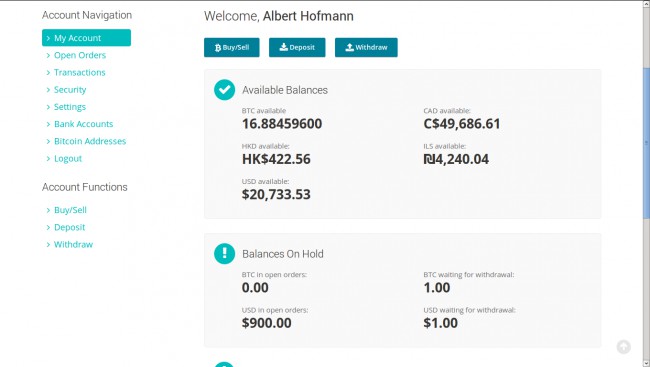 Account Navigation
My Account
Open Orders
Transactions
Security
Settings
Bank Accounts
Bitcoin Addresses
Logout
Account Functions
Buy/Sell
Deposit
Withdraw
Welcome, Albert Hofmann
Buy/Sell Deposit Withdraw
Available Balances
BTC available CAD available:
16.88459600 C$49,686.61
HKD available: ILS available:
HK$422.56 ₪4,240.04
USD available:
$20,733.53
Balances On Hold
BTC in open orders: BTC waiting for withdrawal:
0.00 1.00
USD in open orders: USD waiting for withdrawal:
$900.00 $1.00